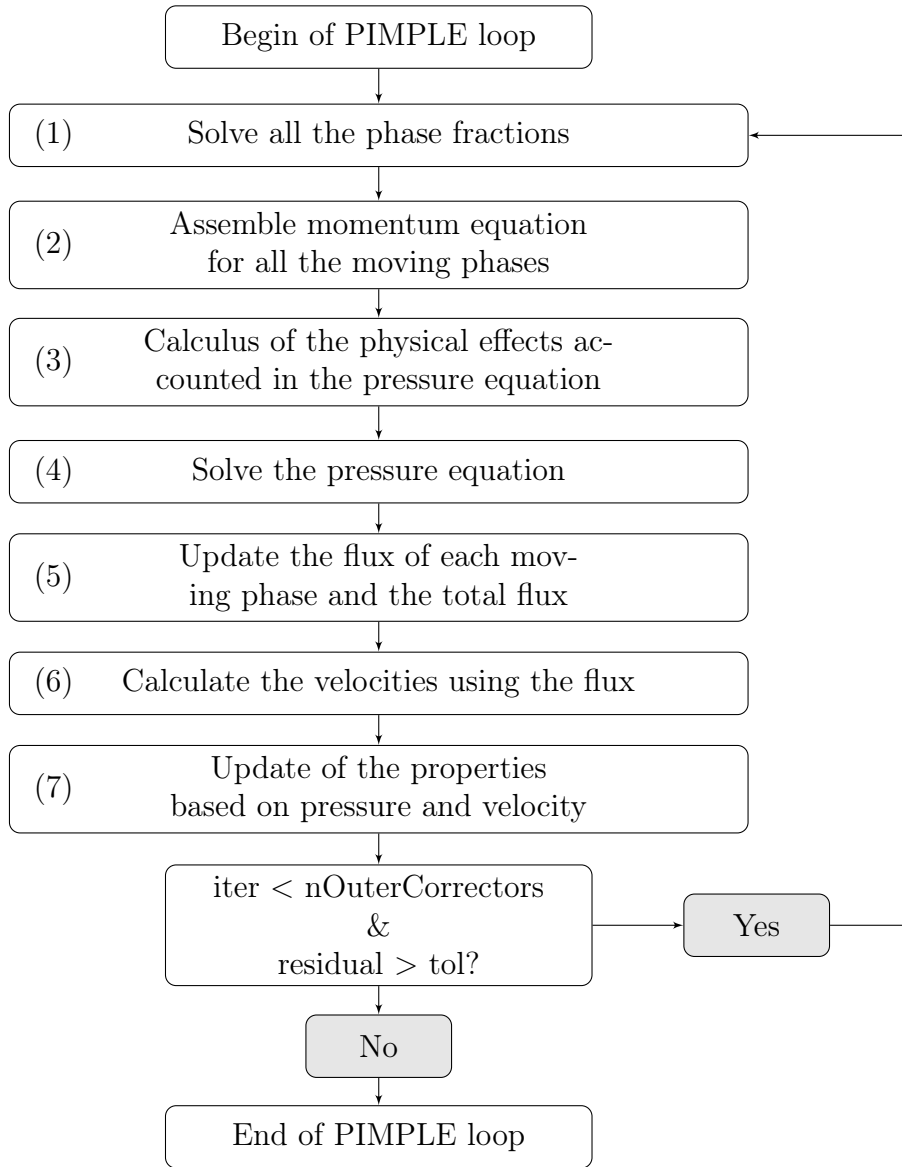 Begin of PIMPLE loop
(1) Solve all the phase fractions
(2) Assemble momentum equation
for all the moving phases
(3) Calculus of the physical effects ac-
counted in the pressure equation
(4) Solve the pressure equation
(5) Update the flux of each mov-
ing phase and the total flux
(6) Calculate the velocities using the flux
(7) Update of the properties
based on pressure and velocity
iter < nOuterCorrectors
&
residual > tol?
Yes
No
End of PIMPLE loop